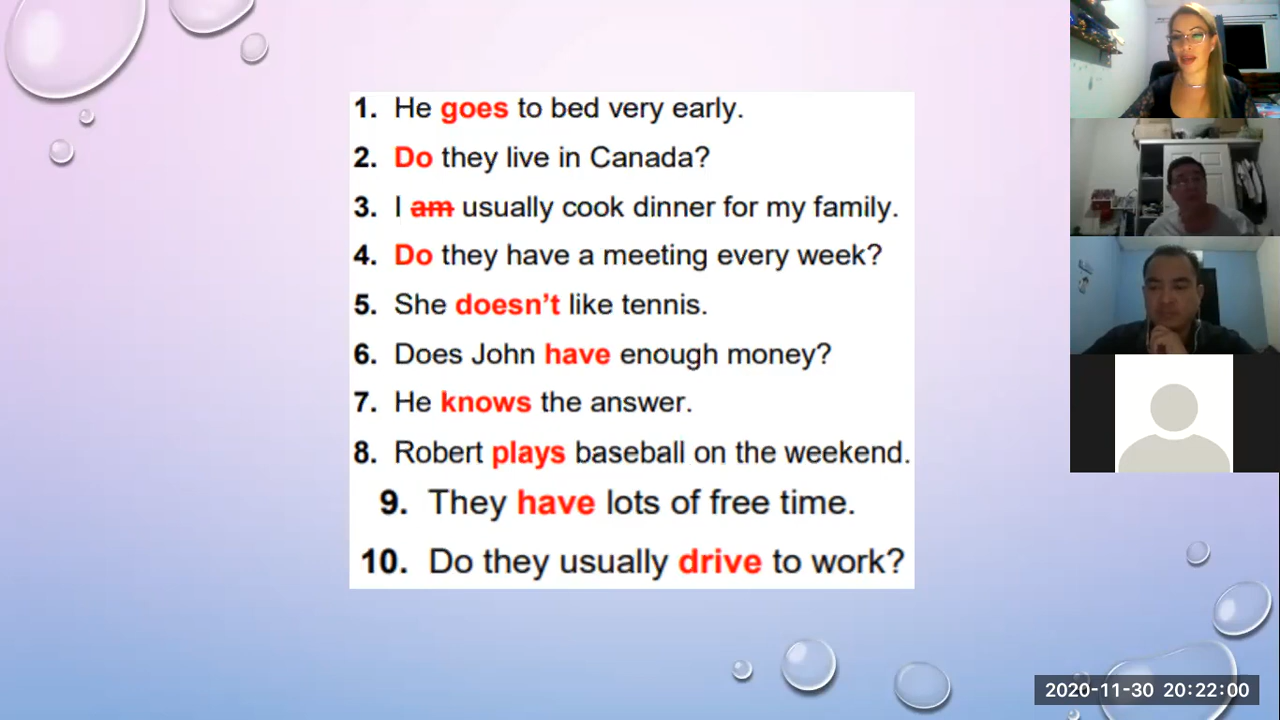 1. He goes to bed very early.
2. Do they live in Canada?
3. I am usually cook dinner for my family.
4. Do they have a meeting every week?
5. She doesn’t like tennis.
6. Does John have enough money?
7. He knows the answer.
8. Robert plays baseball on the weekend.
9. They have lots of free time.
10. Do they usually drive to work?
2020-11-30 20:22:00